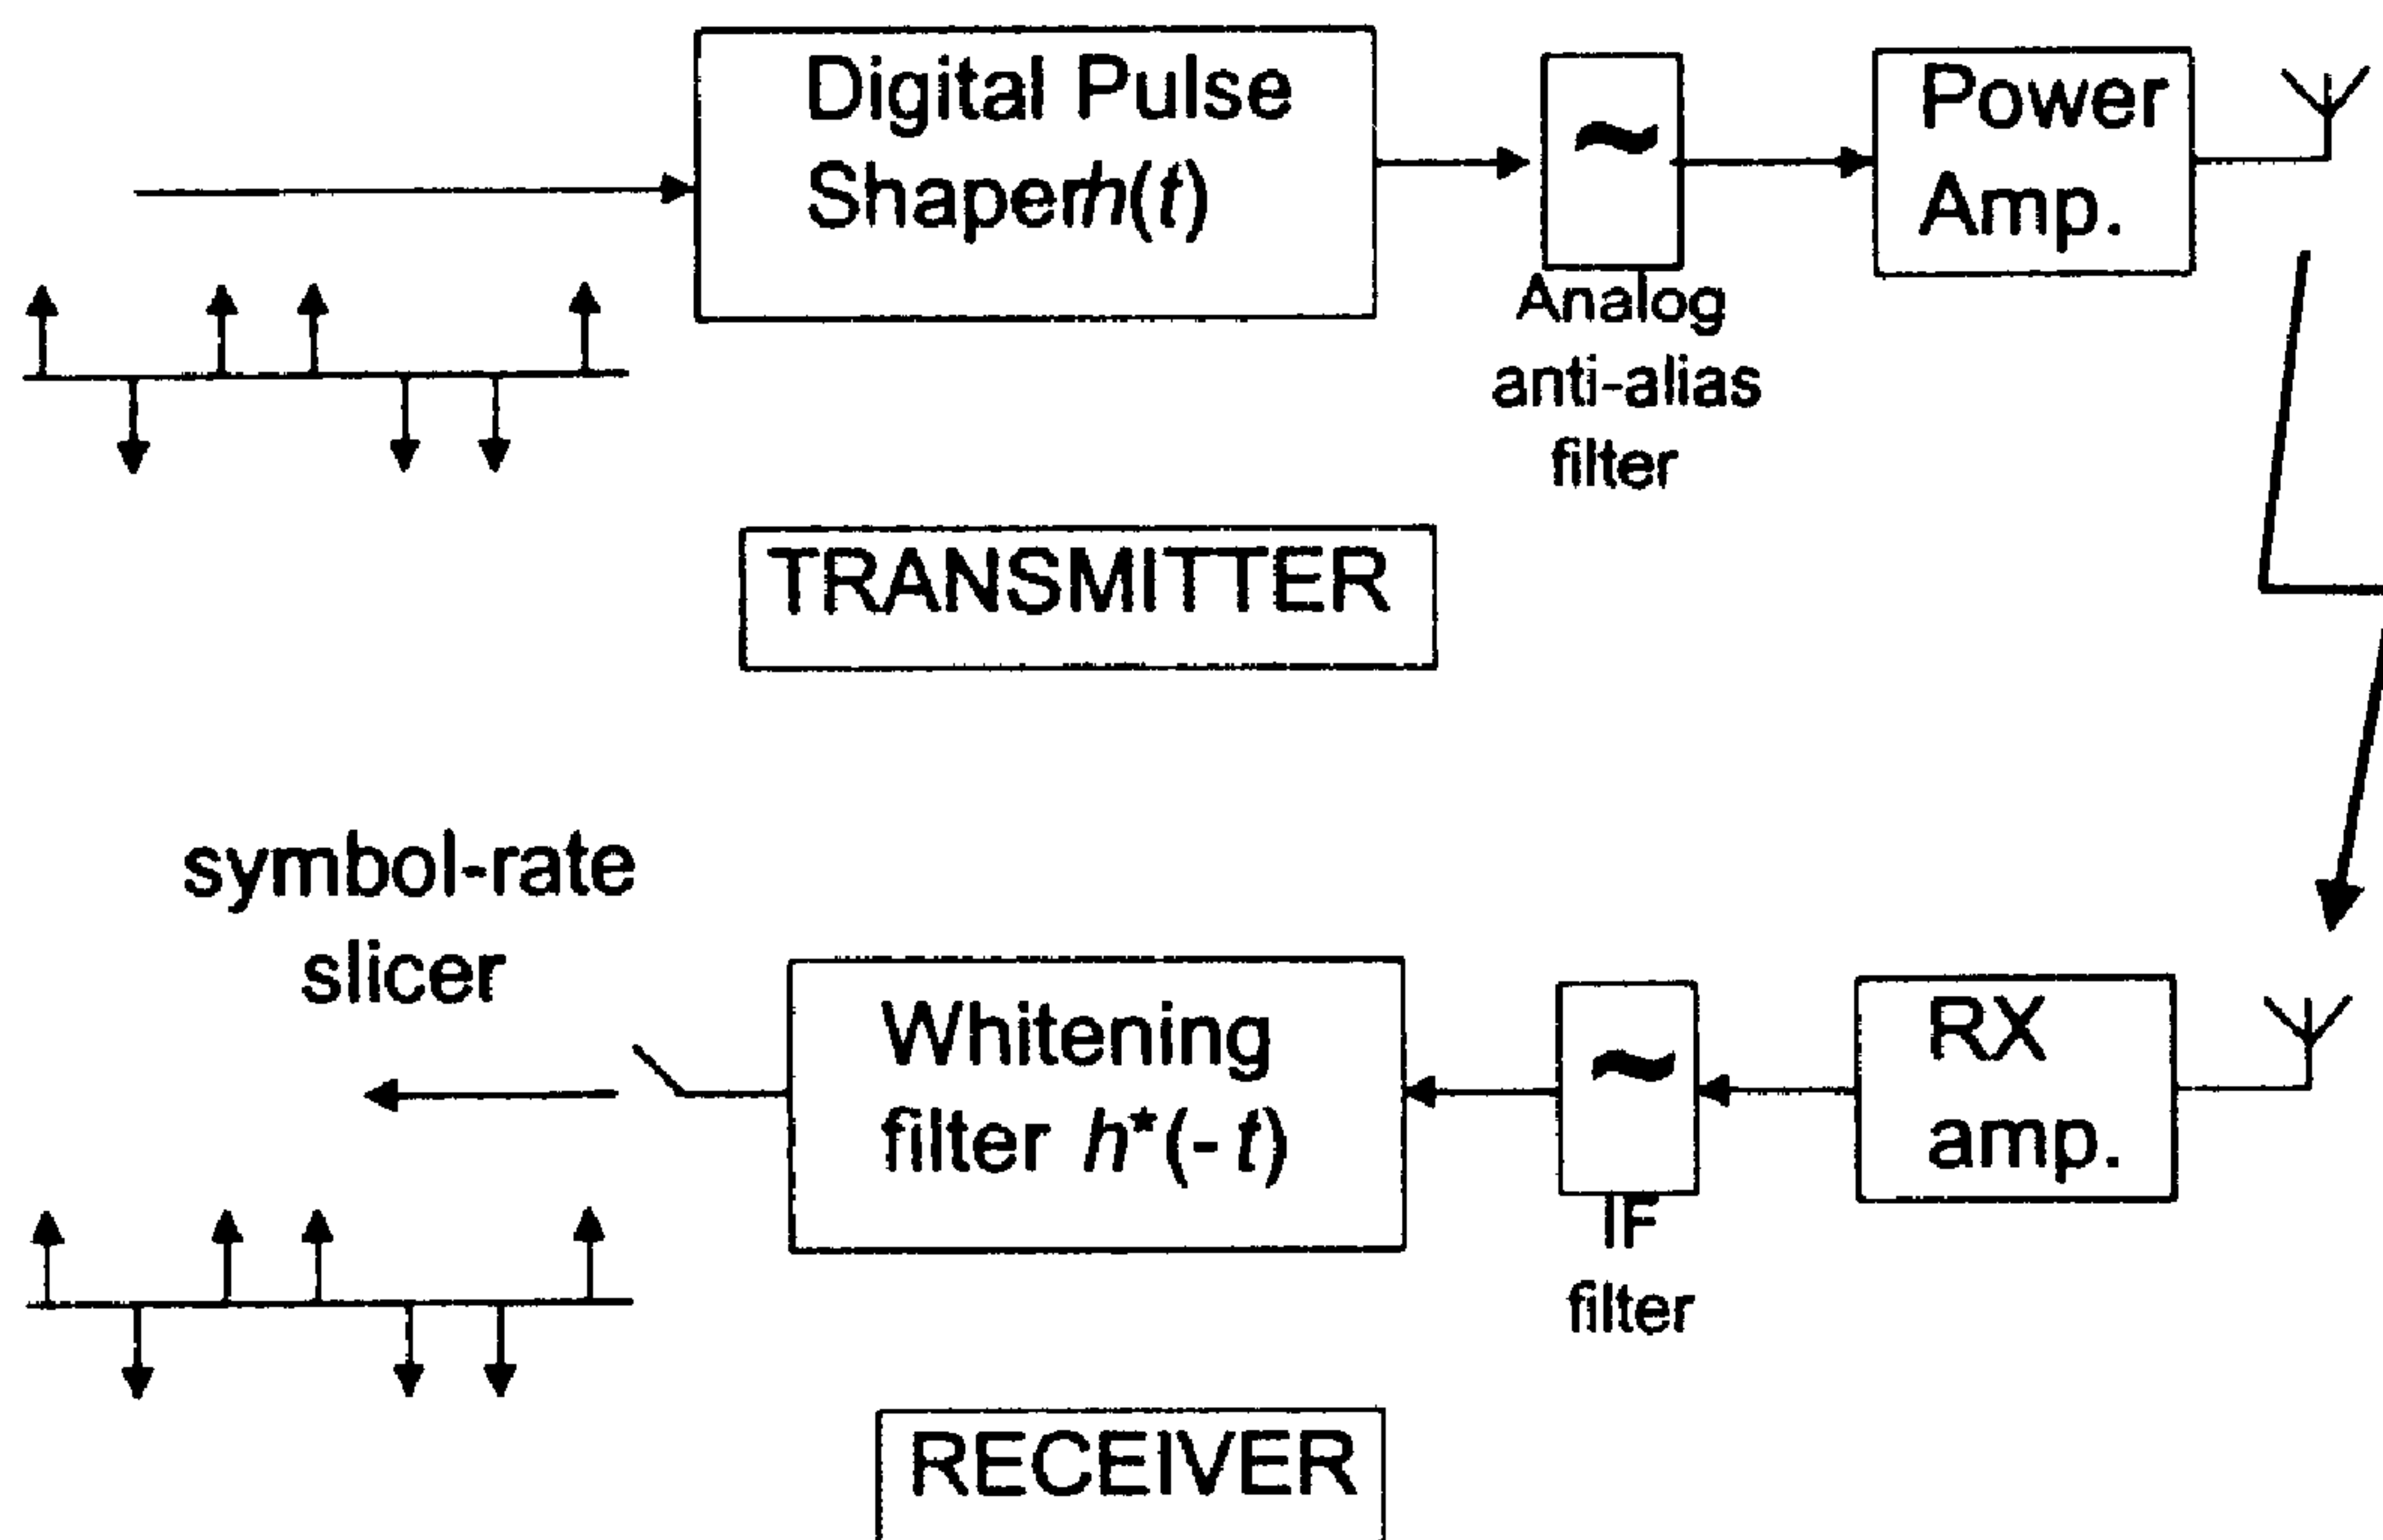 Digital Pulse
Shaper h(t)
~
Power
Amp.
Analog
anti-alias
filter
TRANSMITTER
symbol-rate
slicer
Whitening
filter h*(- t)
~
RX
amp.
IF
filter
RECEIVER